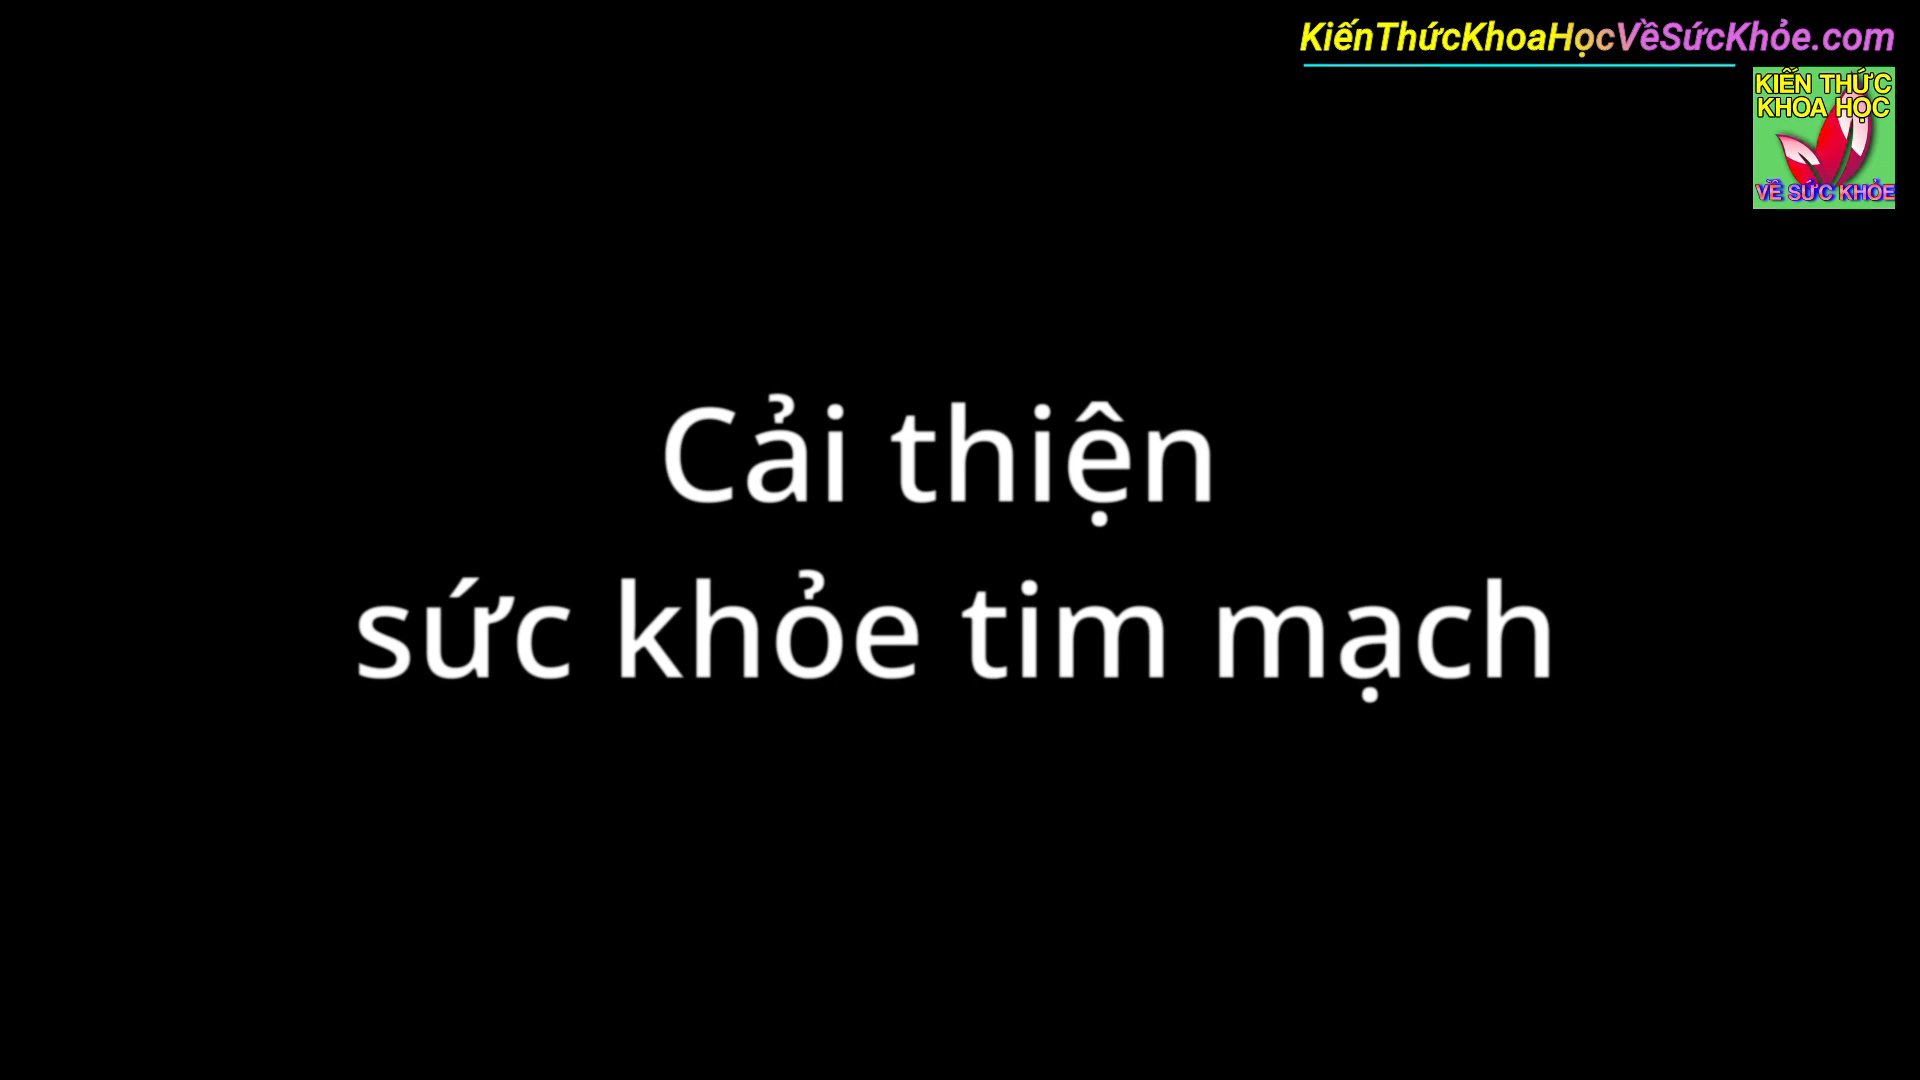 KiếnThứcKhoaHọcVềSứcKhỏe.com
KIẾN THỨC
KHOA HỌC
VỀ SỨC KHỎE
Cải thiện
sức khỏe tim mạch